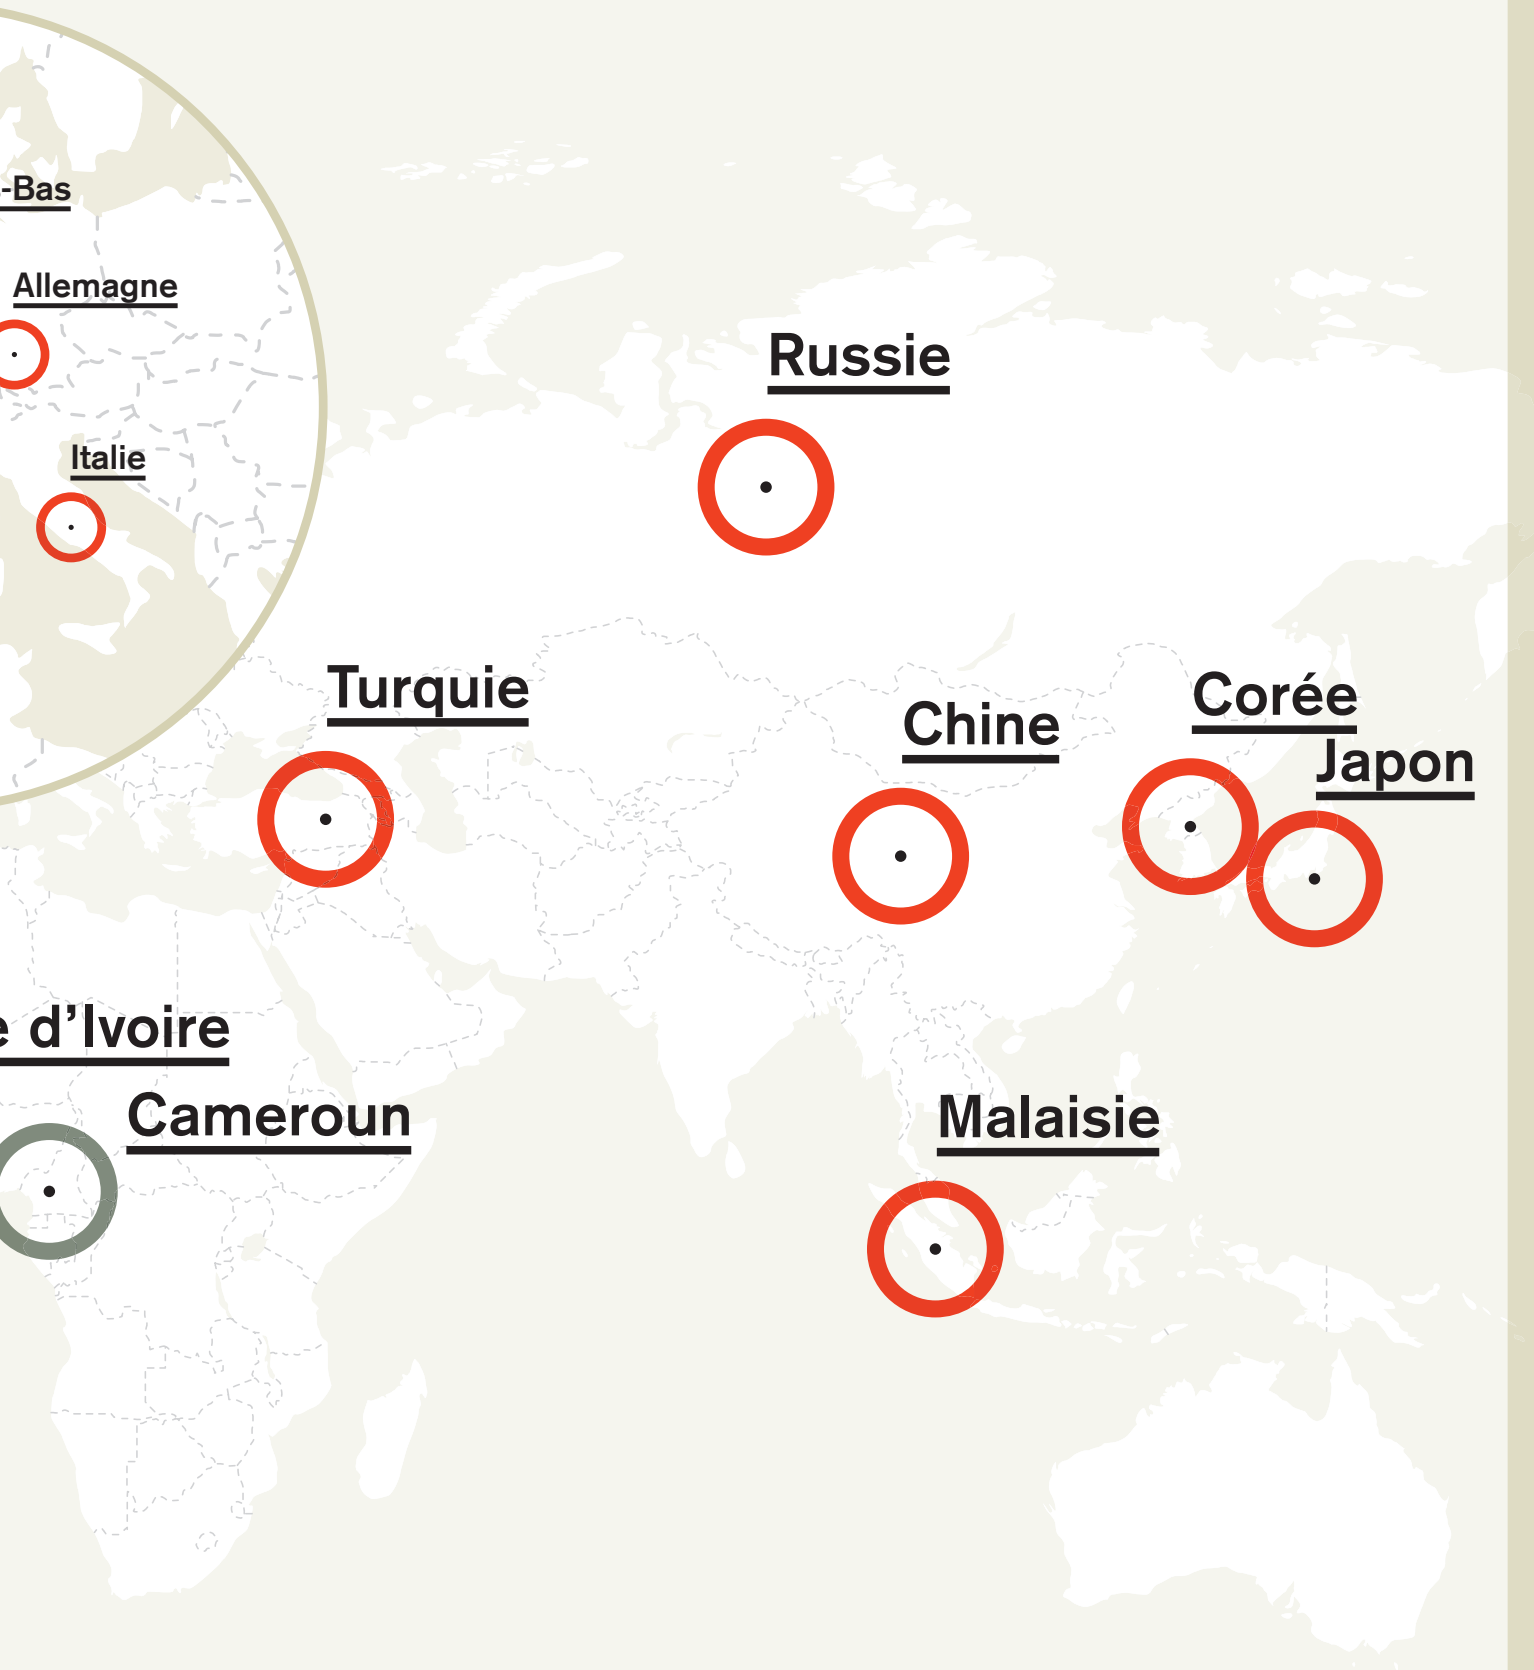 -Bas
Allemagne
Italie
Russie
Turquie
Chine
Corée
Japon
d'Ivoire
Cameroun
Malaisie